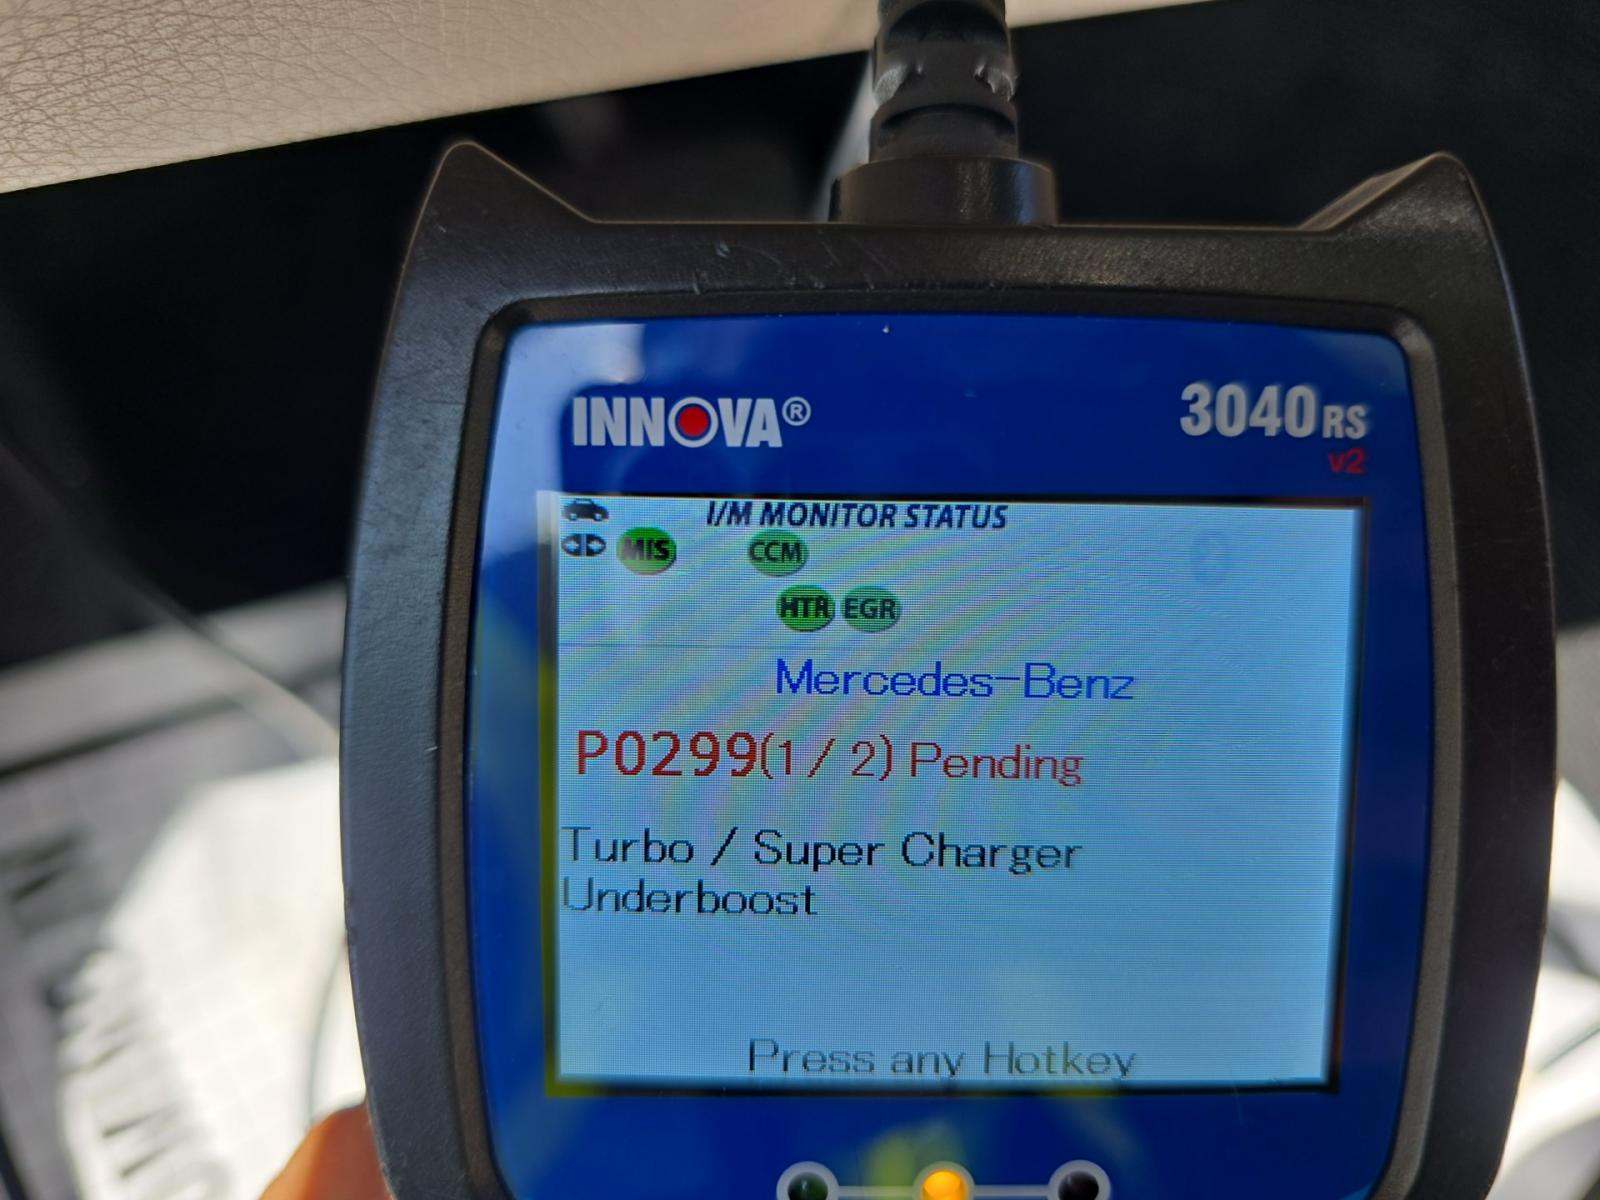 INNOVA®
3040RS
v2
I/M MONITOR STATUS
MIS CCM
HTR EGR
Mercedes-Benz
P0299(1/2) Pending
Turbo / Super Charger
Underboost
Press any Hotkey